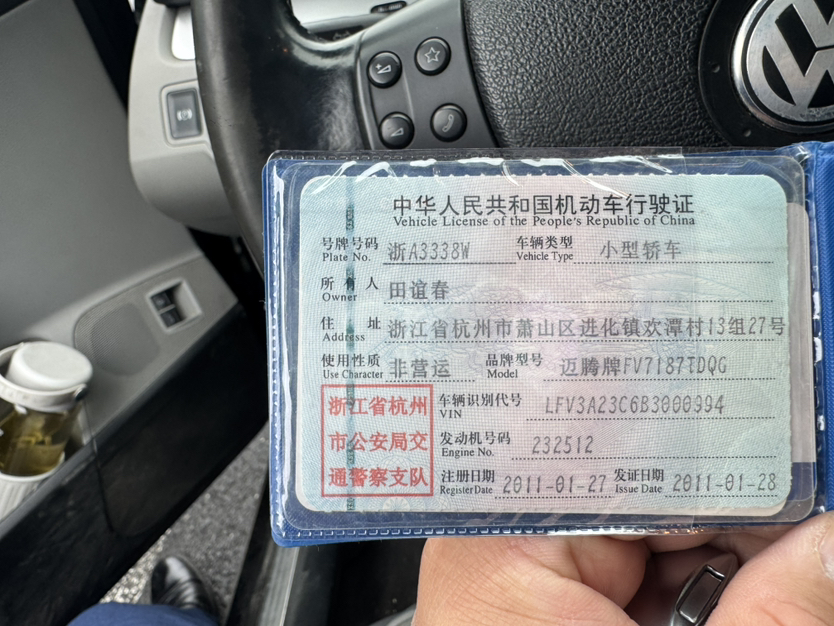 中华人民共和国机动车行驶证
Vehicle License of the People's Republic of China
号牌号码 浙A3338W 车辆类型 小型轿车
Plate No. Vehicle Type
所有人 田谊春
Owner
住址 浙江省杭州市萧山区进化镇欢潭村13组27号
Address
使用性质 非营运 品牌型号 迈腾牌FV7187TDQG
Use Character Model
浙江省杭州
市公安局交
通警察支队
车辆识别代号 LFV3A23C6B3000994
VIN
发动机号码 232512
Engine No.
注册日期 2011-01-27 发证日期 2011-01-28
Register Date Issue Date